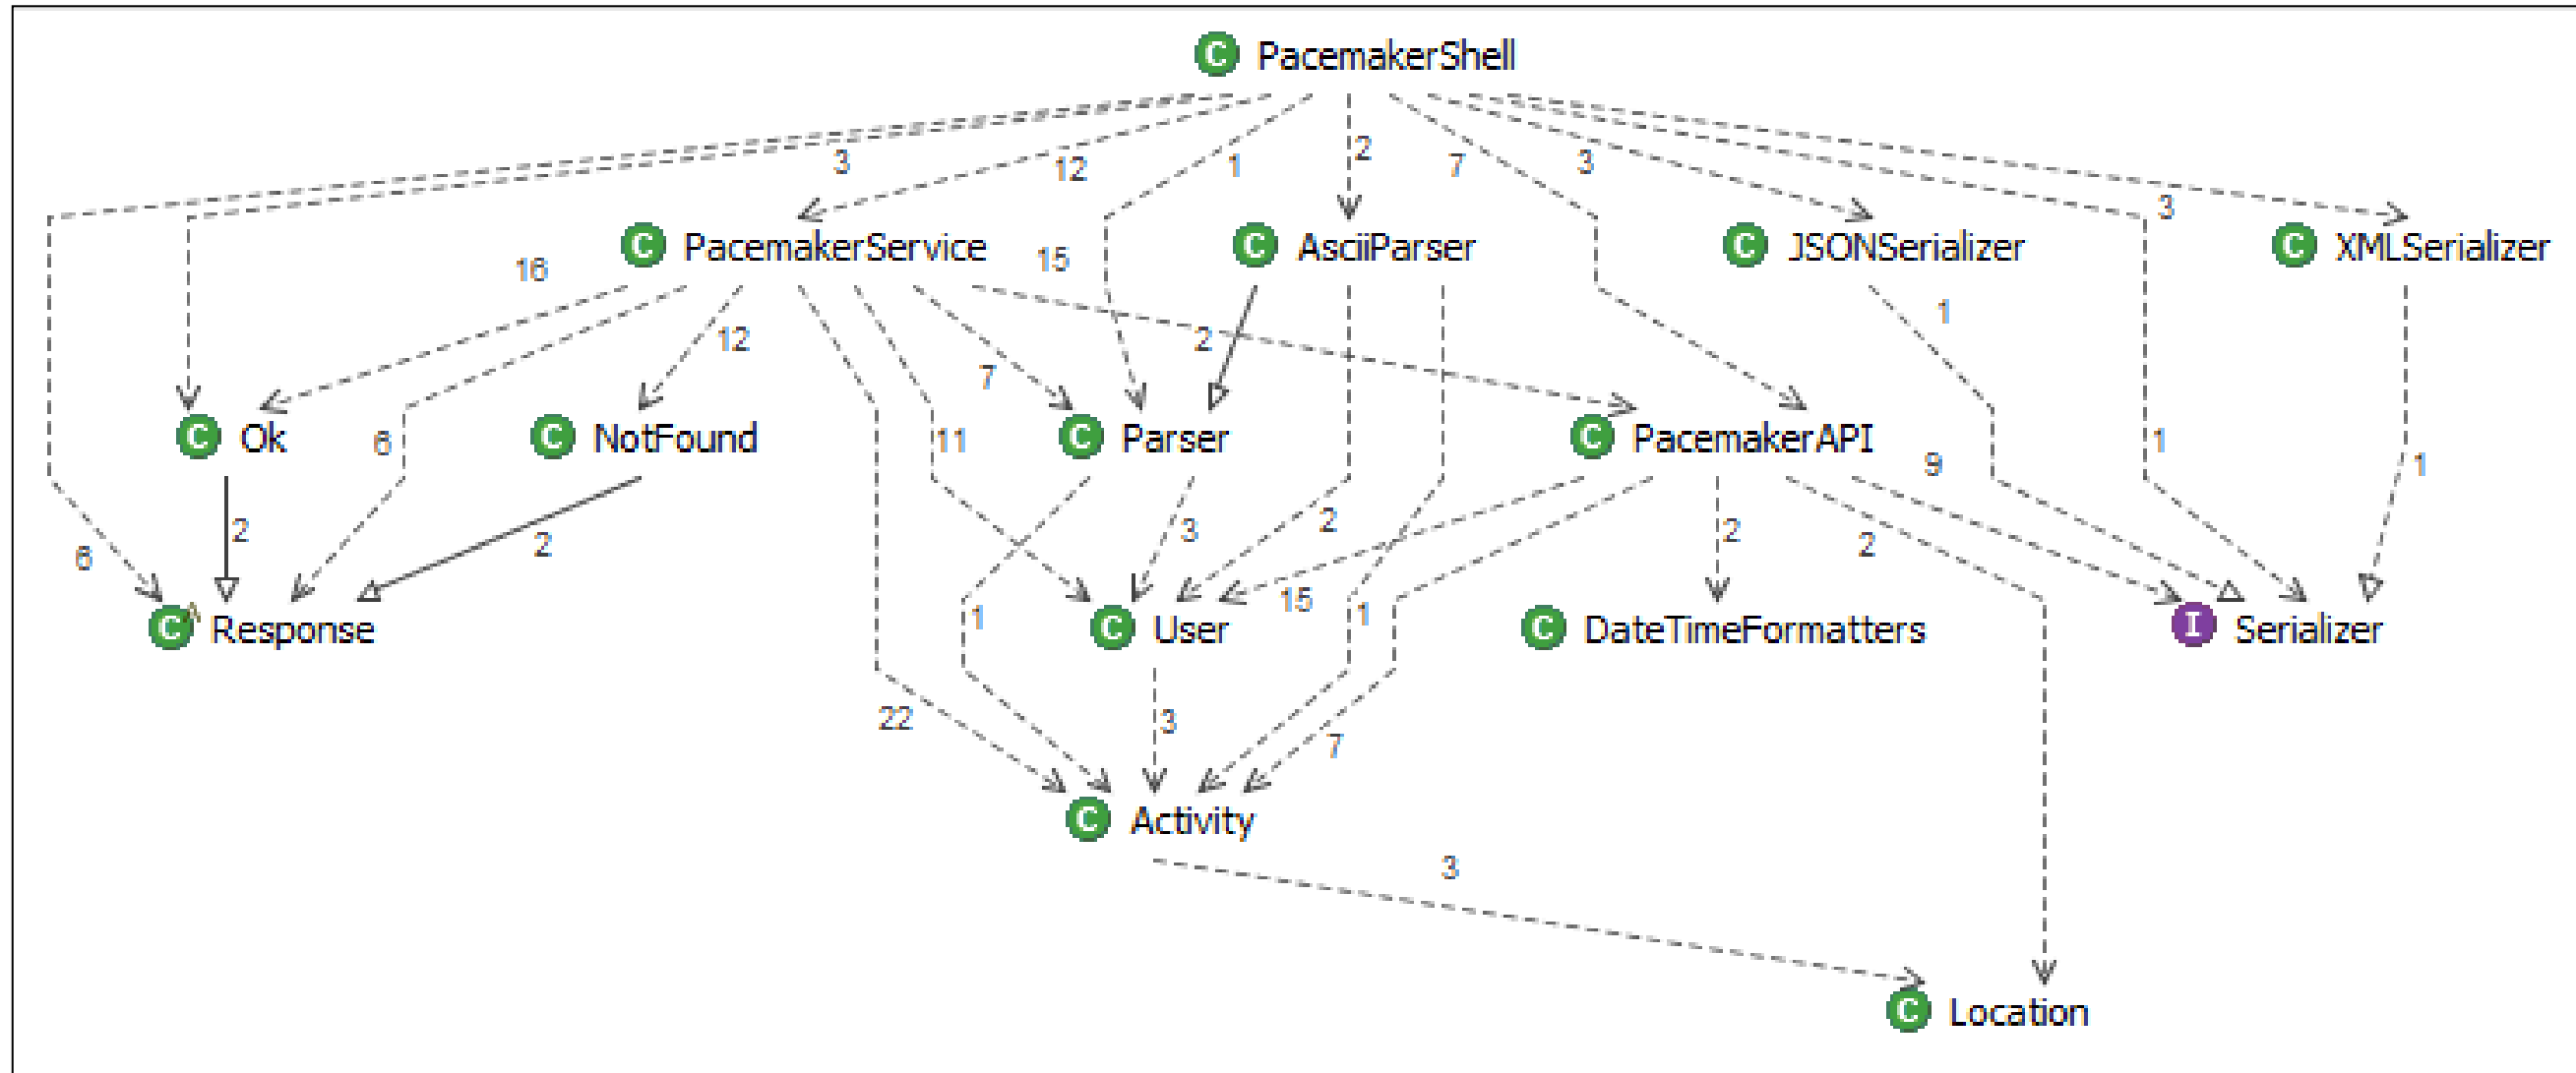 C PacemakerShell
3 12 1 2 7 3 3
C PacemakerService C AsciiParser C JSONSerializer C XMLSerializer
16 15 1
12 7 2
C Ok 6 C NotFound 11 C Parser C PacemakerAPI 9 1 1
6 2 2 3 2 2 2
C Response 1 C User 15 1 C DateTimeFormatters I Serializer
22 3 7
C Activity
3
C Location